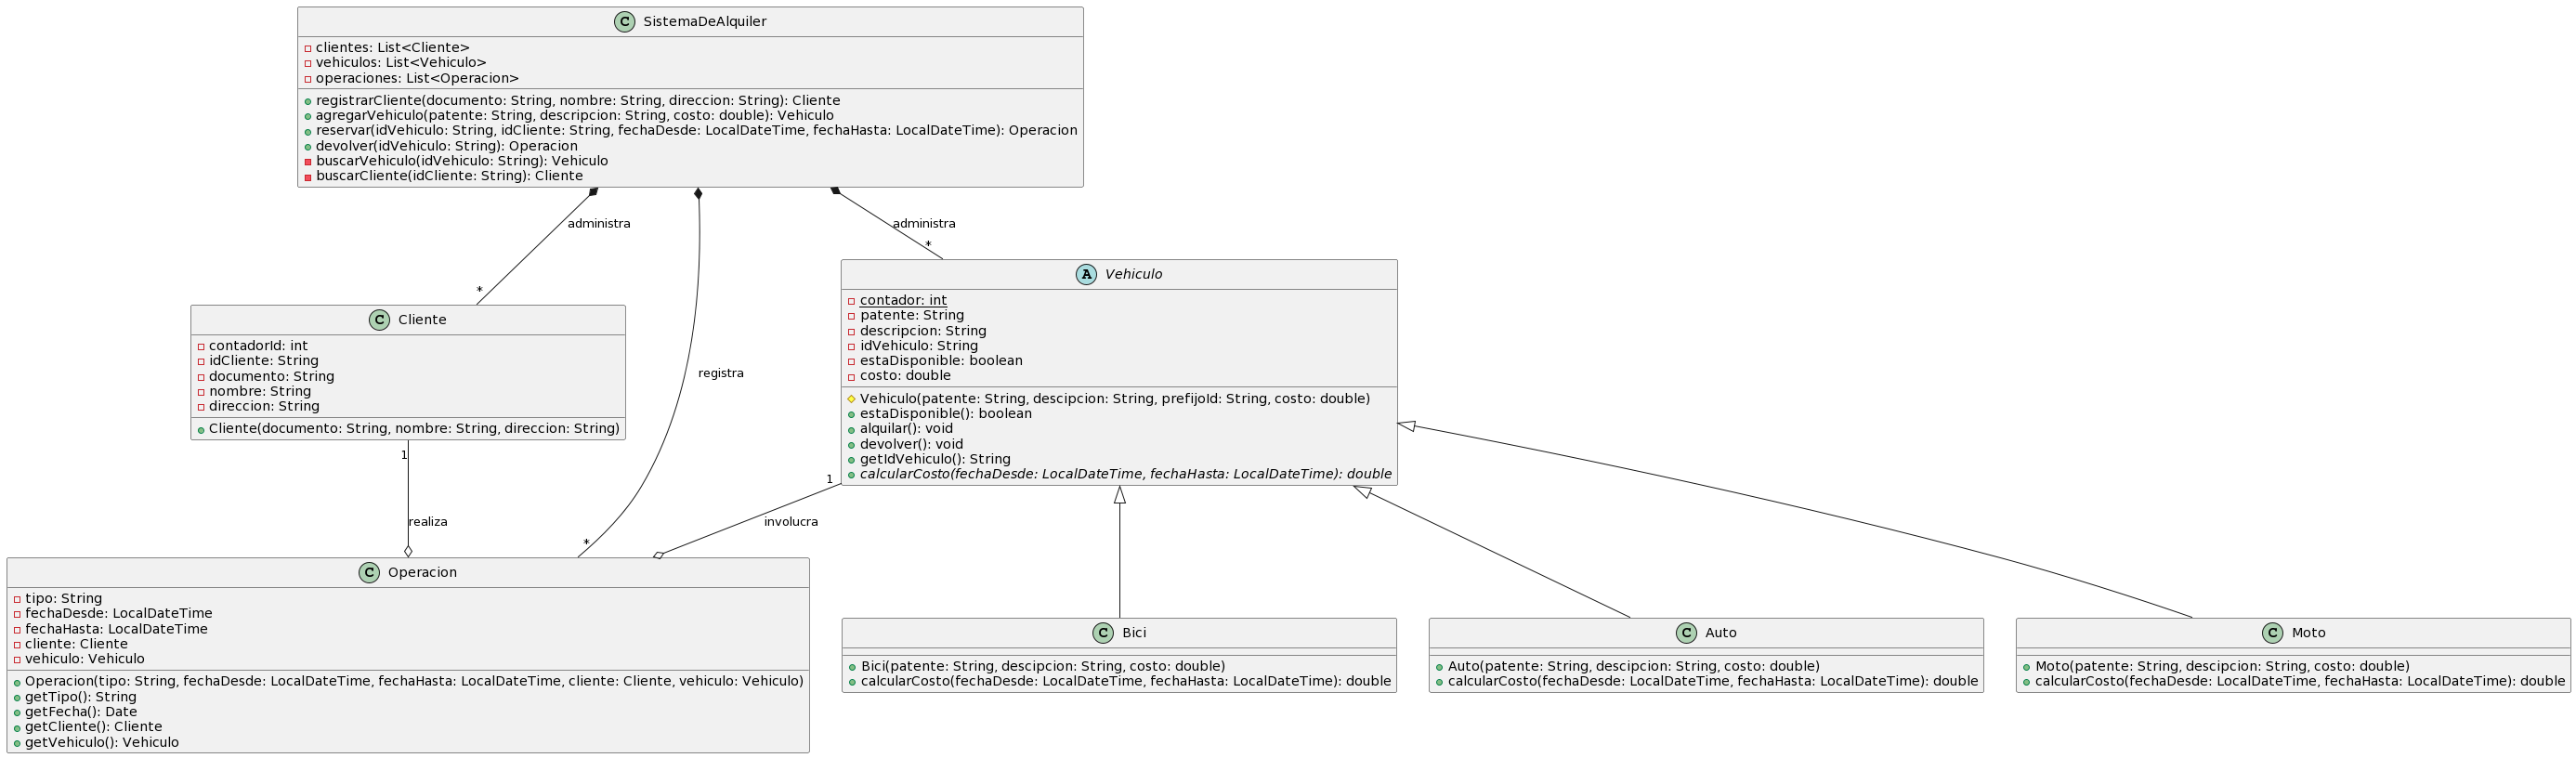 C SistemaDeAlquiler
clientes: List<Cliente>
vehiculos: List<Vehiculo>
operaciones: List<Operacion>
registrarCliente(documento: String, nombre: String, direccion: String): Cliente
agregarVehiculo(patente: String, descripcion: String, costo: double): Vehiculo
reservar(idVehiculo: String, idCliente: String, fechaDesde: LocalDateTime, fechaHasta: LocalDateTime): Operacion
devolver(idVehiculo: String): Operacion
buscarVehiculo(idVehiculo: String): Vehiculo
buscarCliente(idCliente: String): Cliente
administra
administra
*
*
A Vehiculo
contador: int
patente: String
descripcion: String
idVehiculo: String
estaDisponible: boolean
costo: double
Vehiculo(patente: String, descipcion: String, prefijoId: String, costo: double)
estaDisponible(): boolean
alquilar(): void
devolver(): void
getIdVehiculo(): String
calcularCosto(fechaDesde: LocalDateTime, fechaHasta: LocalDateTime): double
C Cliente
contadorId: int
idCliente: String
documento: String
nombre: String
direccion: String
Cliente(documento: String, nombre: String, direccion: String)
registra
1
1
realiza
involucra
*
C Operacion
tipo: String
fechaDesde: LocalDateTime
fechaHasta: LocalDateTime
cliente: Cliente
vehiculo: Vehiculo
Operacion(tipo: String, fechaDesde: LocalDateTime, fechaHasta: LocalDateTime, cliente: Cliente, vehiculo: Vehiculo)
getTipo(): String
getFecha(): Date
getCliente(): Cliente
getVehiculo(): Vehiculo
C Bici
Bici(patente: String, descipcion: String, costo: double)
calcularCosto(fechaDesde: LocalDateTime, fechaHasta: LocalDateTime): double
C Auto
Auto(patente: String, descipcion: String, costo: double)
calcularCosto(fechaDesde: LocalDateTime, fechaHasta: LocalDateTime): double
C Moto
Moto(patente: String, descipcion: String, costo: double)
calcularCosto(fechaDesde: LocalDateTime, fechaHasta: LocalDateTime): double